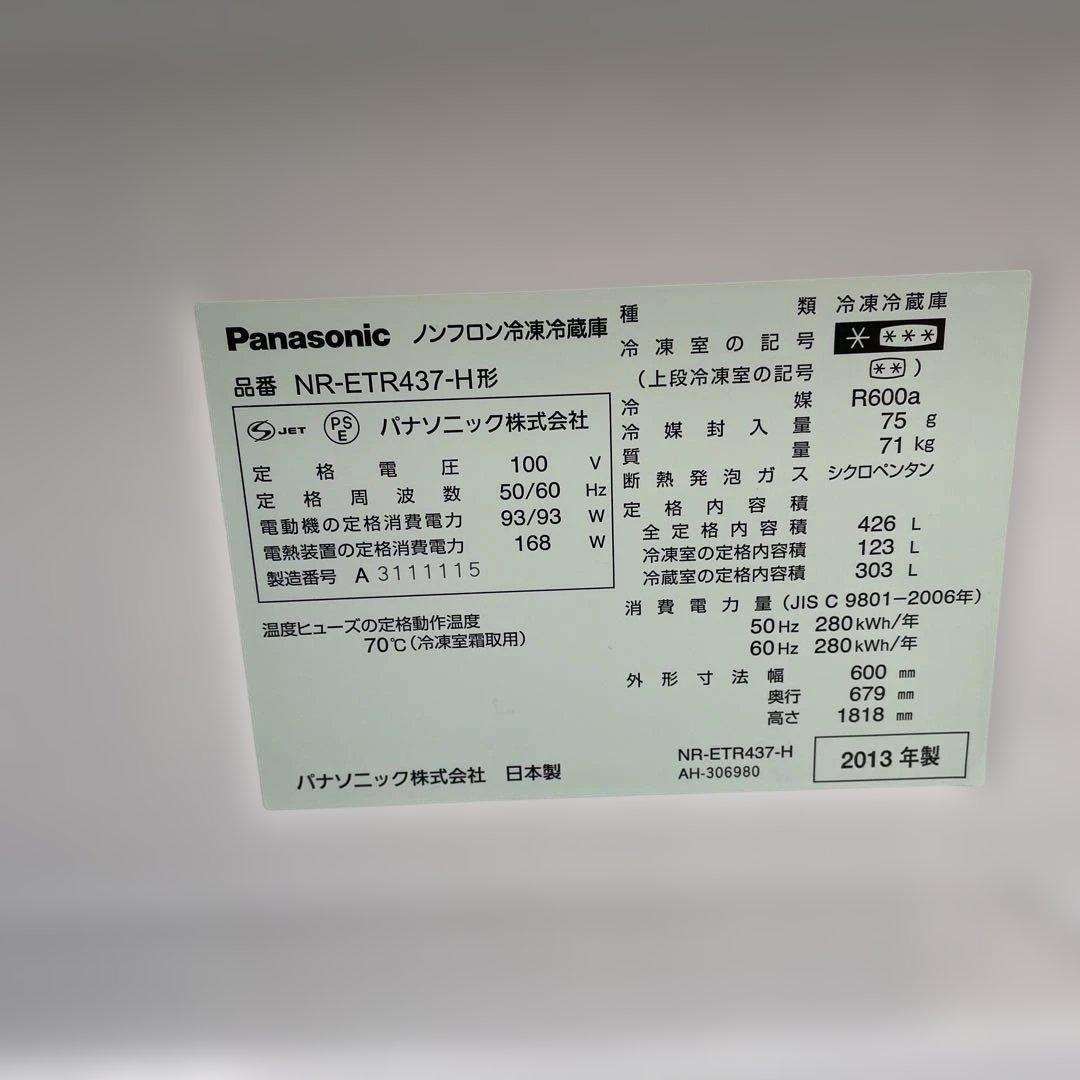 Panasonic ノンフロン冷凍冷蔵庫
品番 NR-ETR437-H形
JET PSE パナソニック株式会社
定格電圧 100 V
定格周波数 50/60 Hz
電動機の定格消費電力 93/93 W
電熱装置の定格消費電力 168 W
製造番号 A 3111115
温度ヒューズの定格動作温度
70℃(冷凍室霜取用)
パナソニック株式会社 日本製
種類 冷凍冷蔵庫
冷凍室の記号 * ***
(上段冷凍室の記号 ** )
冷媒 R600a
冷媒封入量 75 g
質量 71 kg
断熱発泡ガス シクロペンタン
定格内容積
全定格内容積 426 L
冷凍室の定格内容積 123 L
冷蔵室の定格内容積 303 L
消費電力量 (JIS C 9801-2006年)
50 Hz 280 kWh/年
60 Hz 280 kWh/年
外形寸法 幅 600 mm
奥行 679 mm
高さ 1818 mm
NR-ETR437-H
AH-306980
2013 年製